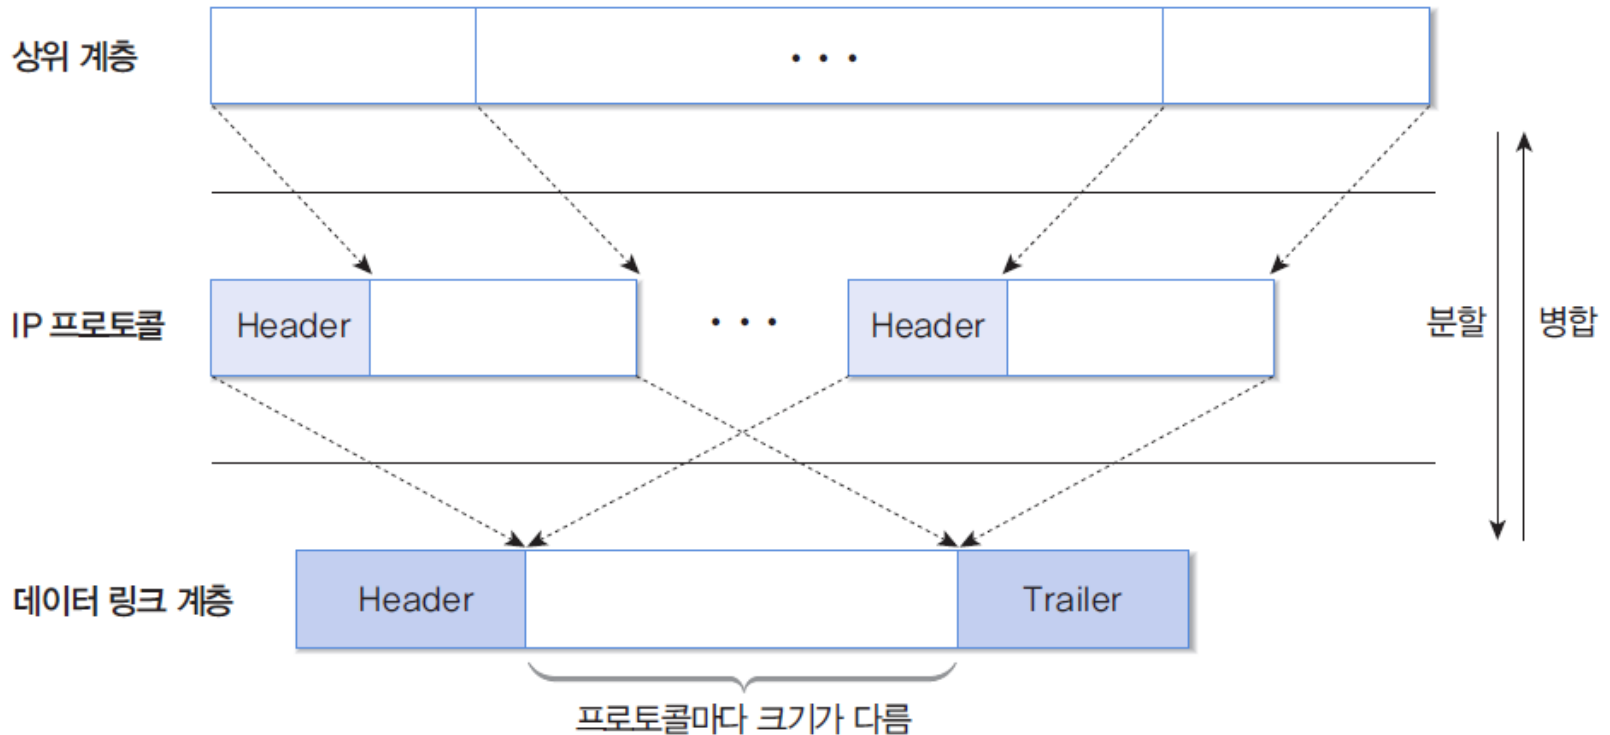 상위 계층
• • •
IP 프로토콜
Header
• • •
Header
분할
병합
데이터 링크 계층
Header
Trailer
프로토콜마다 크기가 다름